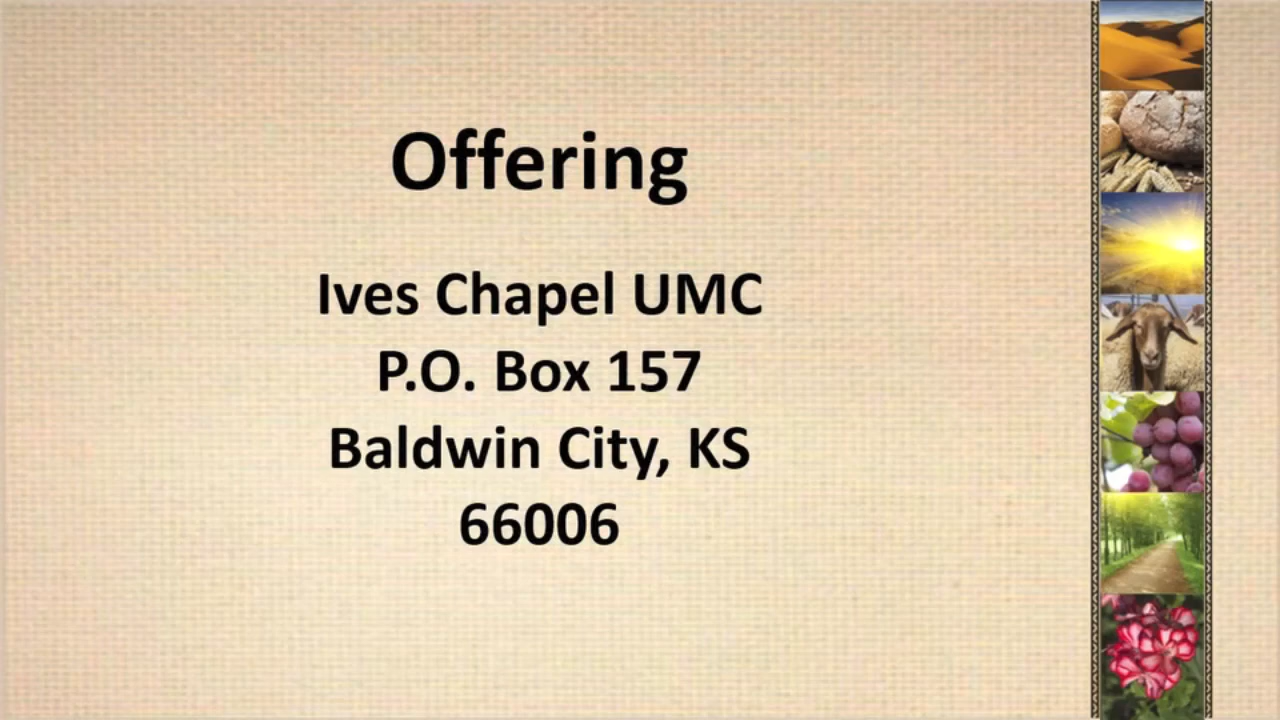 Offering
Ives Chapel UMC
P.O. Box 157
Baldwin City, KS
66006